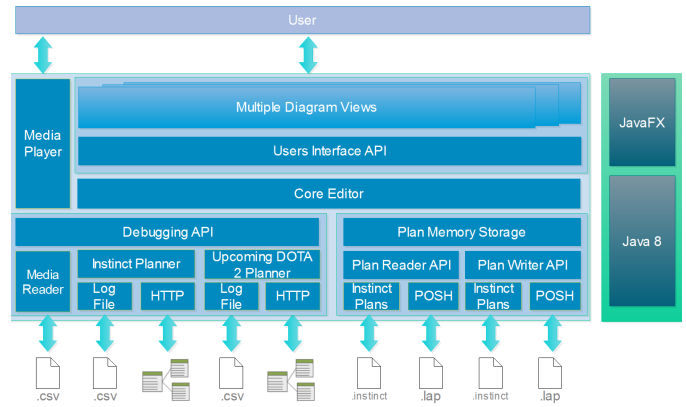 User
Media
Player
Multiple Diagram Views
Users Interface API
Core Editor
JavaFX
Java 8
Debugging API
Plan Memory Storage
Media
Reader
Instinct Planner
Upcoming DOTA
2 Planner
Plan Reader API
Plan Writer API
Log
File
HTTP
Log
File
HTTP
Instinct
Plans
POSH
Instinct
Plans
POSH
.csv
.csv
.csv
.instinct
.lap
.instinct
.lap